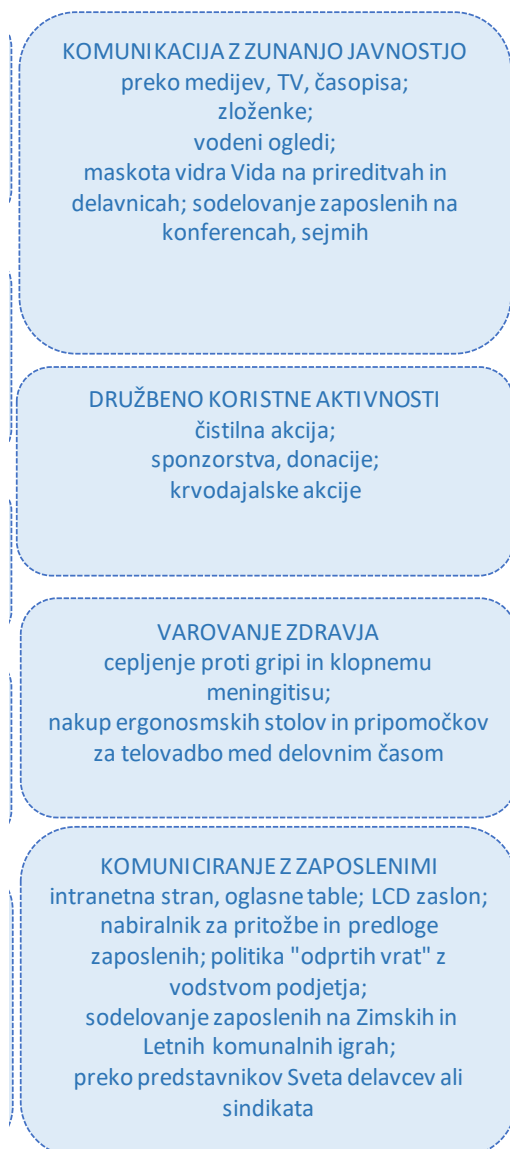 KOMUNIKACIJA Z ZUNANJO JAVNOSTJO
preko medijev, TV, časopisa;
zloženke;
vodeni ogledi;
maskota vidra Vida na prireditvah in
delavnicah; sodelovanje zaposlenih na
konferencah, sejmih
DRUŽBENO KORISTNE AKTIVNOSTI
čistilna akcija;
sponzorstva, donacije;
krvodajalske akcije
VAROVANJE ZDRAVJA
cepljenje proti gripi in klopnemu
meningitisu;
nakup ergonosmskih stolov in pripomočkov
za telovadbo med delovnim časom
KOMUNICIRANJE Z ZAPOSLENIMI
intranetna stran, oglasne table; LCD zaslon;
nabiralnik za pritožbe in predloge
zaposlenih; politika "odprtih vrat" z
vodstvom podjetja;
sodelovanje zaposlenih na Zimskih in
Letnih komunalnih igrah;
preko predstavnikov Sveta delavcev ali
sindikata